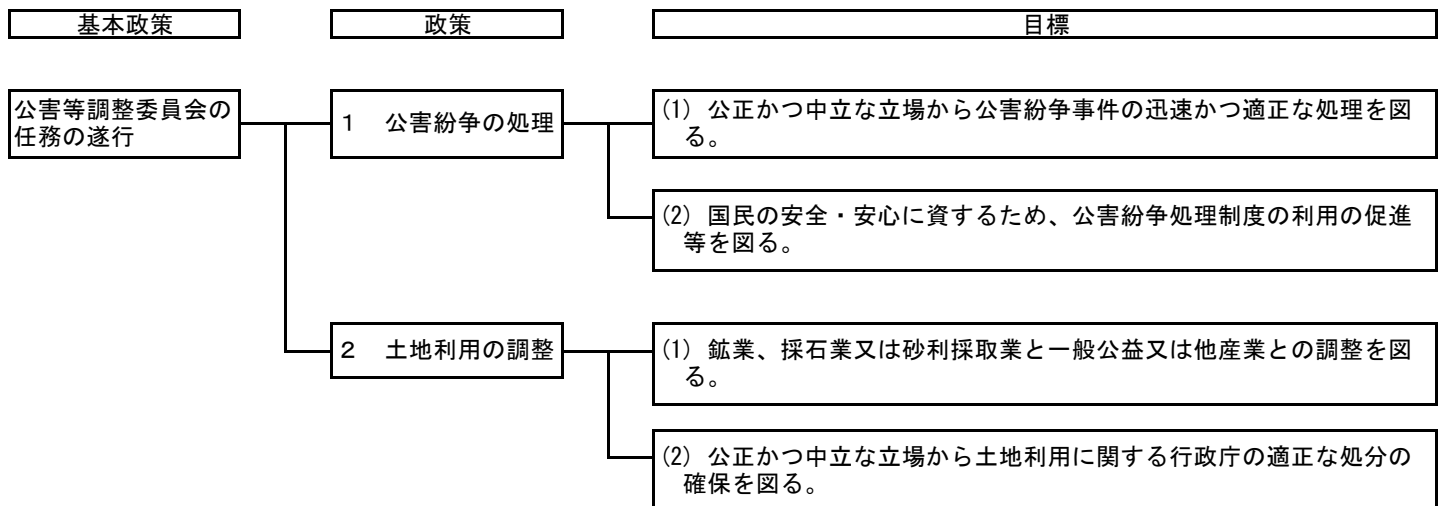 基本政策
政策
目標
公害等調整委員会の
任務の遂行
１　公害紛争の処理
(1) 公正かつ中立な立場から公害紛争事件の迅速かつ適正な処理を図
る。
(2) 国民の安全・安心に資するため、公害紛争処理制度の利用の促進
等を図る。
２　土地利用の調整
(1) 鉱業、採石業又は砂利採取業と一般公益又は他産業との調整を図
る。
(2) 公正かつ中立な立場から土地利用に関する行政庁の適正な処分の
確保を図る。